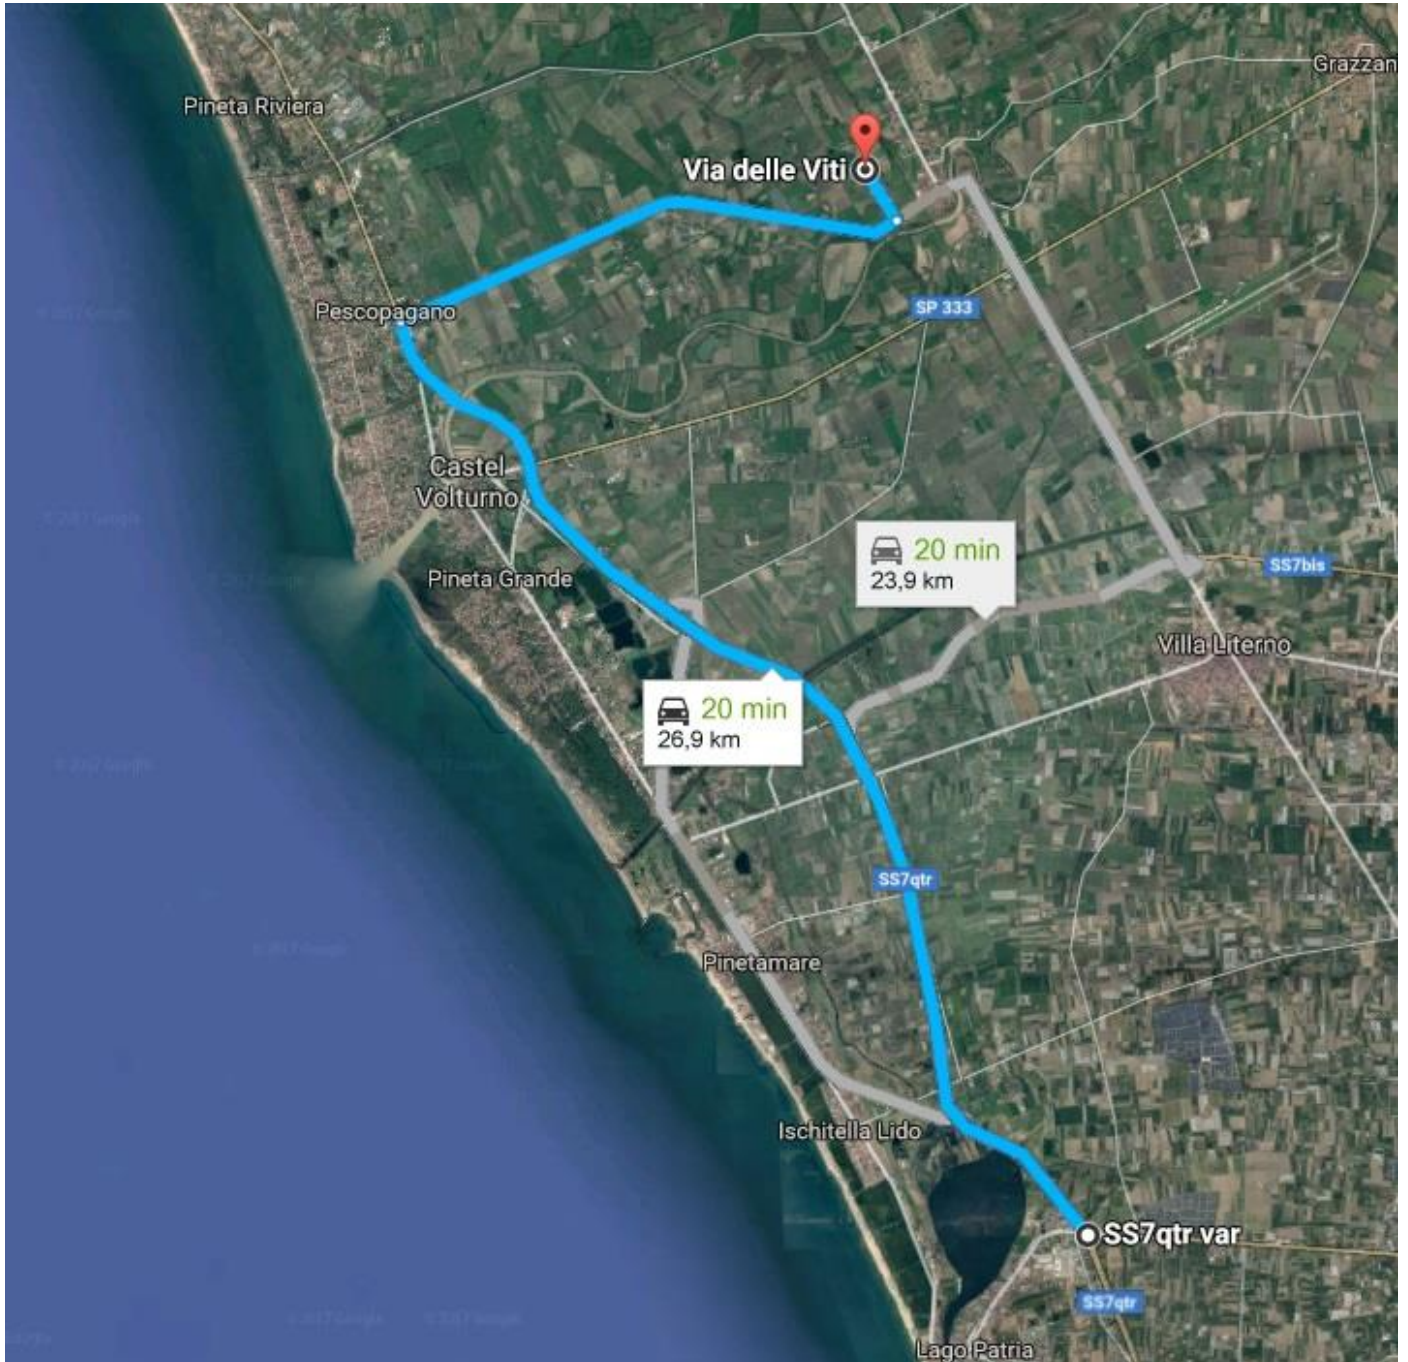 Grazzan
Pineta Riviera
Via delle Viti
Pescopagano
SP 333
Castel
Volturno
20 min
23,9 km
SS7bis
Pineta Grande
Villa Literno
20 min
26,9 km
SS7qtr
Pinetamare
Ischitella Lido
SS7qtr var
SS7qtr
Lago Patria